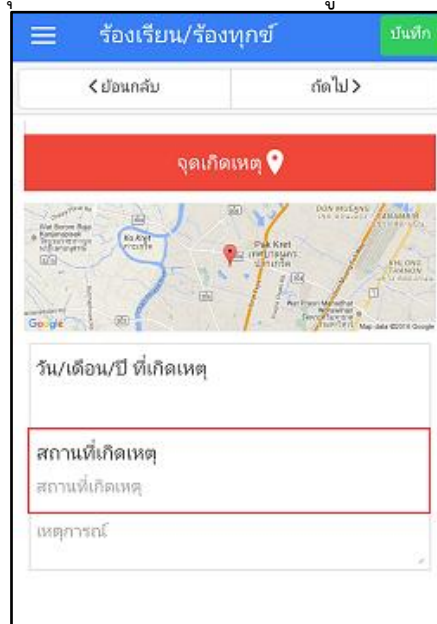 ร้องเรียน/ร้องทุกข์
บันทึก
ย้อนกลับ
ถัดไป
จุดเกิดเหตุ
Ko Kret
Pak Kret
DON MUEANG
Google
Map data ©2016 Google
วัน/เดือน/ปี ที่เกิดเหตุ
สถานที่เกิดเหตุ
สถานที่เกิดเหตุ
เหตุการณ์